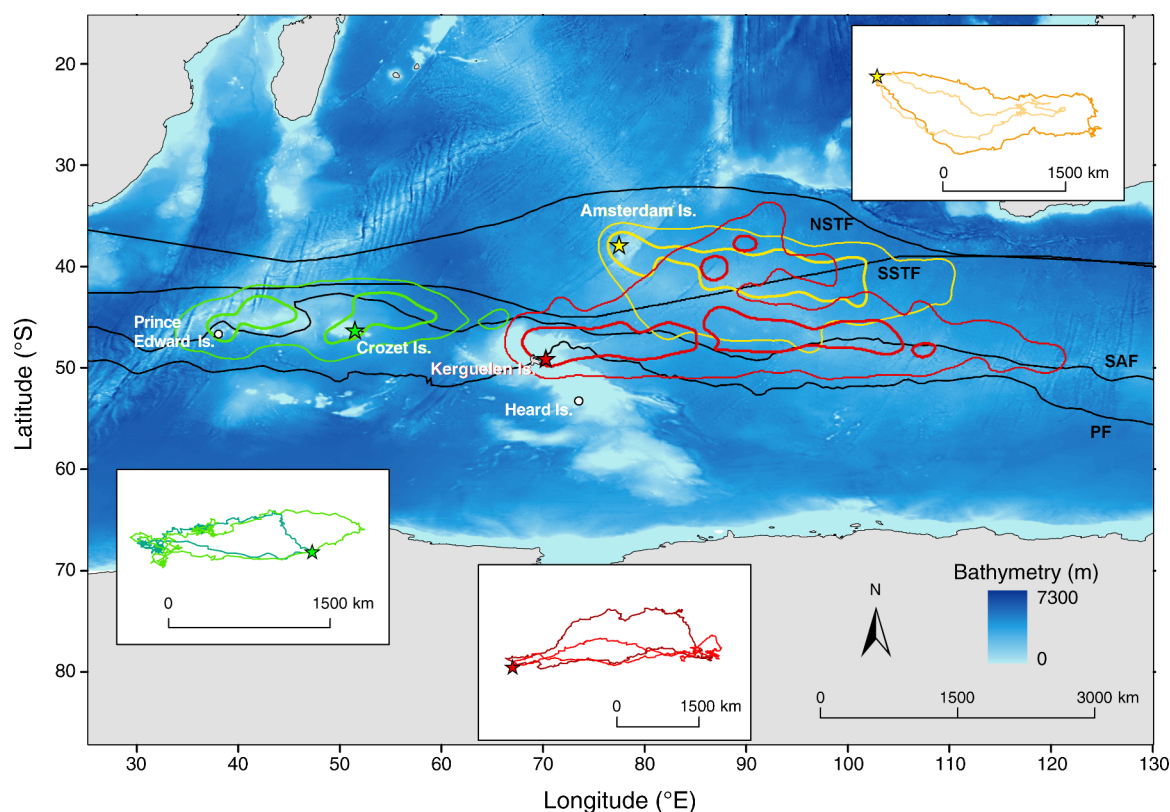 20
30
40
50
60
70
80
Latitude (°S)
0
1500 km
Amsterdam Is.
NSTF
SSTF
Prince
Edward Is.
Crozet Is.
Kerguelen Is.
Heard Is.
SAF
PF
0
1500 km
0
1500 km
N
Bathymetry (m)
7300
0
0
1500
3000 km
30
40
50
60
70
80
90
100
110
120
130
Longitude (°E)